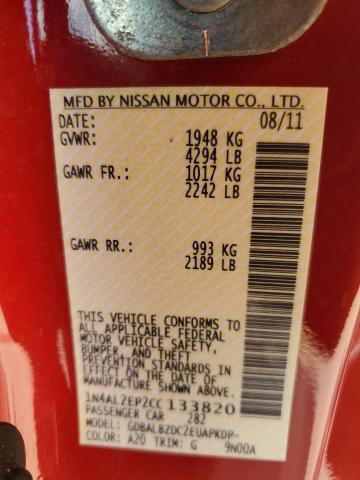 MFD BY NISSAN MOTOR CO., LTD.
DATE: 08/11
GVWR: 1948 KG
4294 LB
GAWR FR.: 1017 KG
2242 LB
GAWR RR.: 993 KG
2189 LB
THIS VEHICLE CONFORMS TO
ALL APPLICABLE FEDERAL
MOTOR VEHICLE SAFETY,
BUMPER, AND THEFT
PREVENTION STANDARDS IN
EFFECT ON THE DATE OF
MANUFACTURE SHOWN ABOVE.
1N4AL2EP2CC 133820
PASSENGER CAR 282
MODEL: GDBALBZDC2EUAPKDP-
COLOR: A20 TRIM: G 9N00A